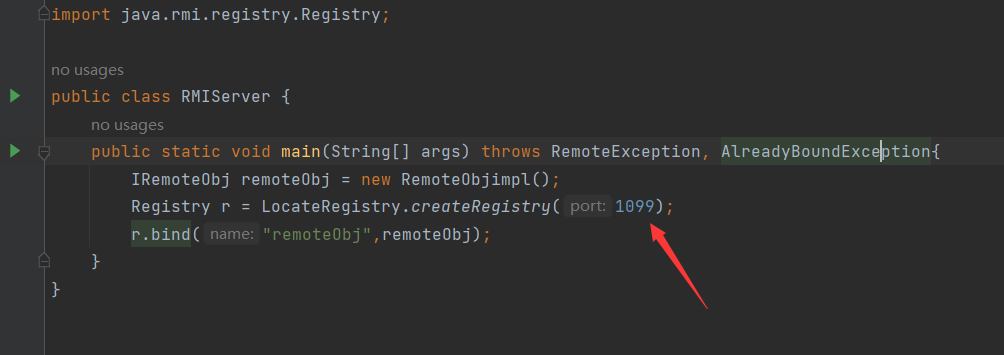 import java.rmi.registry.Registry;
no usages
public class RMIServer {
no usages
public static void main(String[] args) throws RemoteException, AlreadyBoundException{
IRemoteObj remoteObj = new RemoteObjimpl();
Registry r = LocateRegistry.createRegistry( port: 1099);
r.bind( name: "remoteObj",remoteObj);
}
}